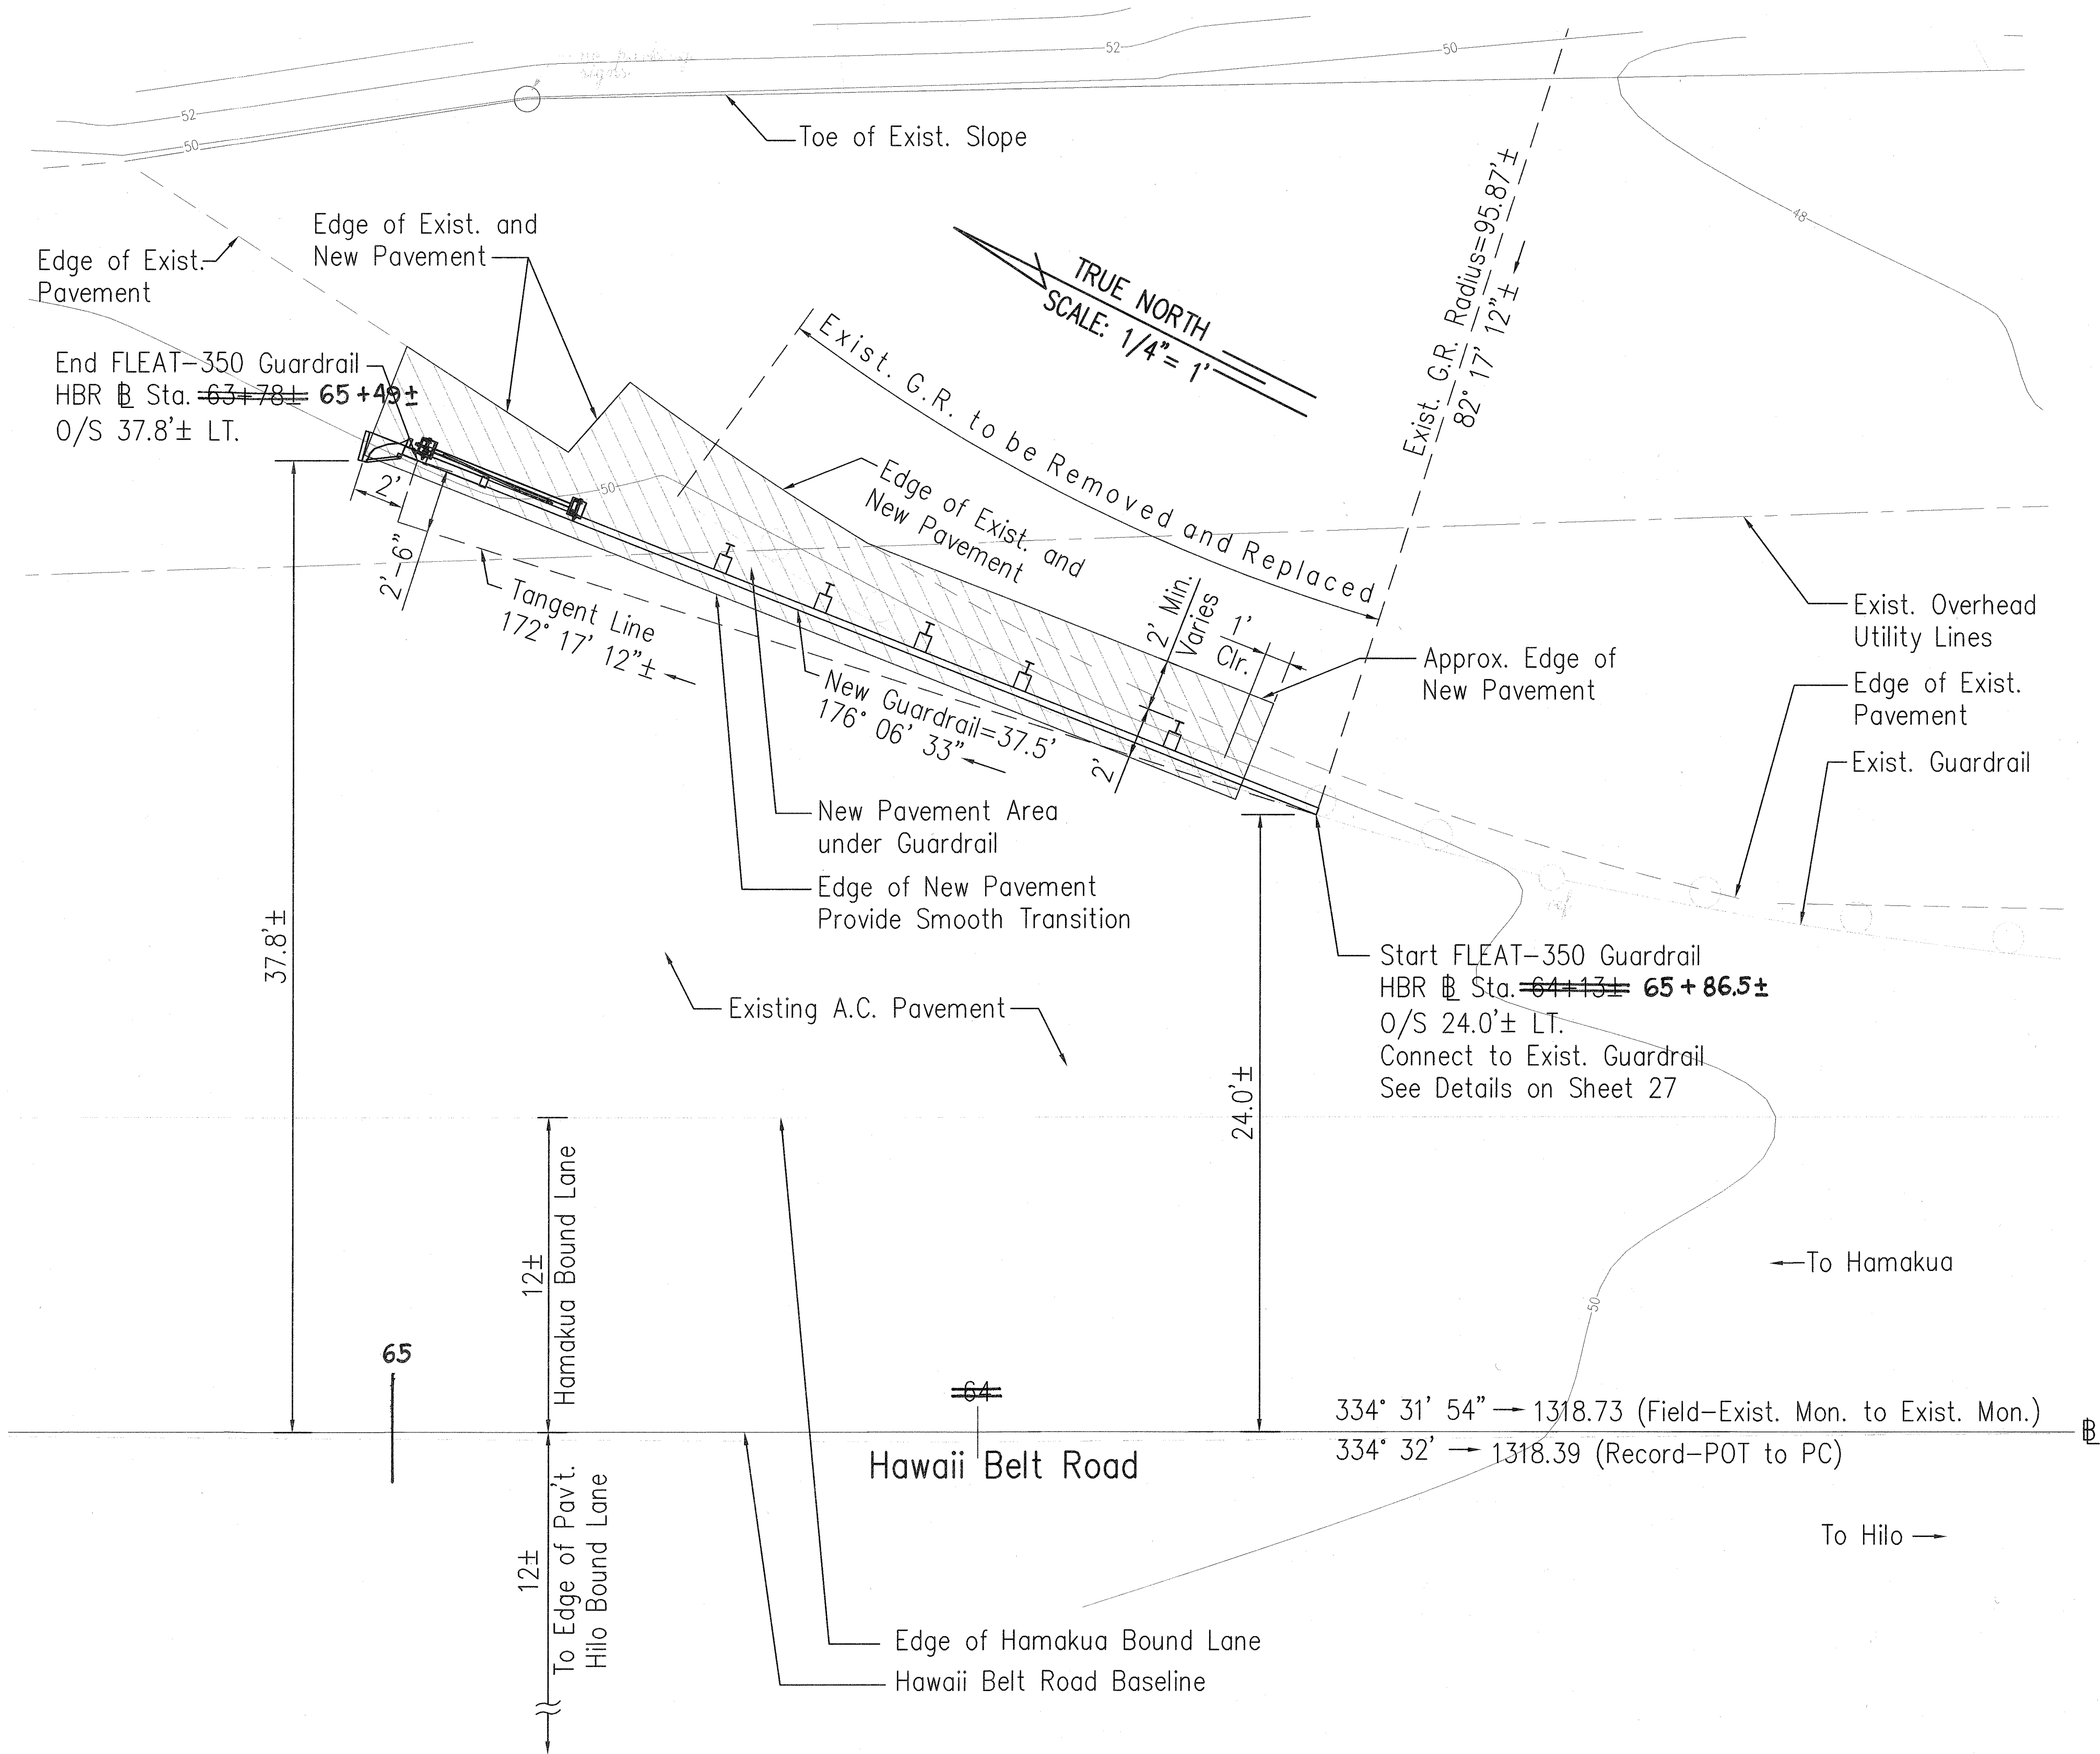 52
50
52
50
48
Toe of Exist. Slope
Edge of Exist. and
New Pavement
Edge of Exist.
Pavement
TRUE NORTH
SCALE: 1/4"= 1'
Exist. G.R. Radius=95.87'±
82° 17' 12"±
Exist. G.R. to be Removed and Replaced
End FLEAT-350 Guardrail
HBR BL Sta. 63+78± 65+49±
O/S 37.8'± LT.
2'
2'-6"
50
Edge of Exist. and
New Pavement
Tangent Line
172° 17' 12"±
2' Min.
Varies
1'
Clr.
2'
New Guardrail=37.5'
176° 06' 33"
Approx. Edge of
New Pavement
Exist. Overhead
Utility Lines
Edge of Exist.
Pavement
Exist. Guardrail
New Pavement Area
under Guardrail
Edge of New Pavement
Provide Smooth Transition
37.8'±
Existing A.C. Pavement
Start FLEAT-350 Guardrail
HBR BL Sta. 64+13± 65+86.5±
O/S 24.0'± LT.
Connect to Exist. Guardrail
See Details on Sheet 27
24.0'±
12±
Hamakua Bound Lane
To Hamakua
50
65
64
334° 31' 54" → 1318.73 (Field-Exist. Mon. to Exist. Mon.)
BL
334° 32' → 1318.39 (Record-POT to PC)
Hawaii Belt Road
12±
To Edge of Pav't.
Hilo Bound Lane
To Hilo
Edge of Hamakua Bound Lane
Hawaii Belt Road Baseline